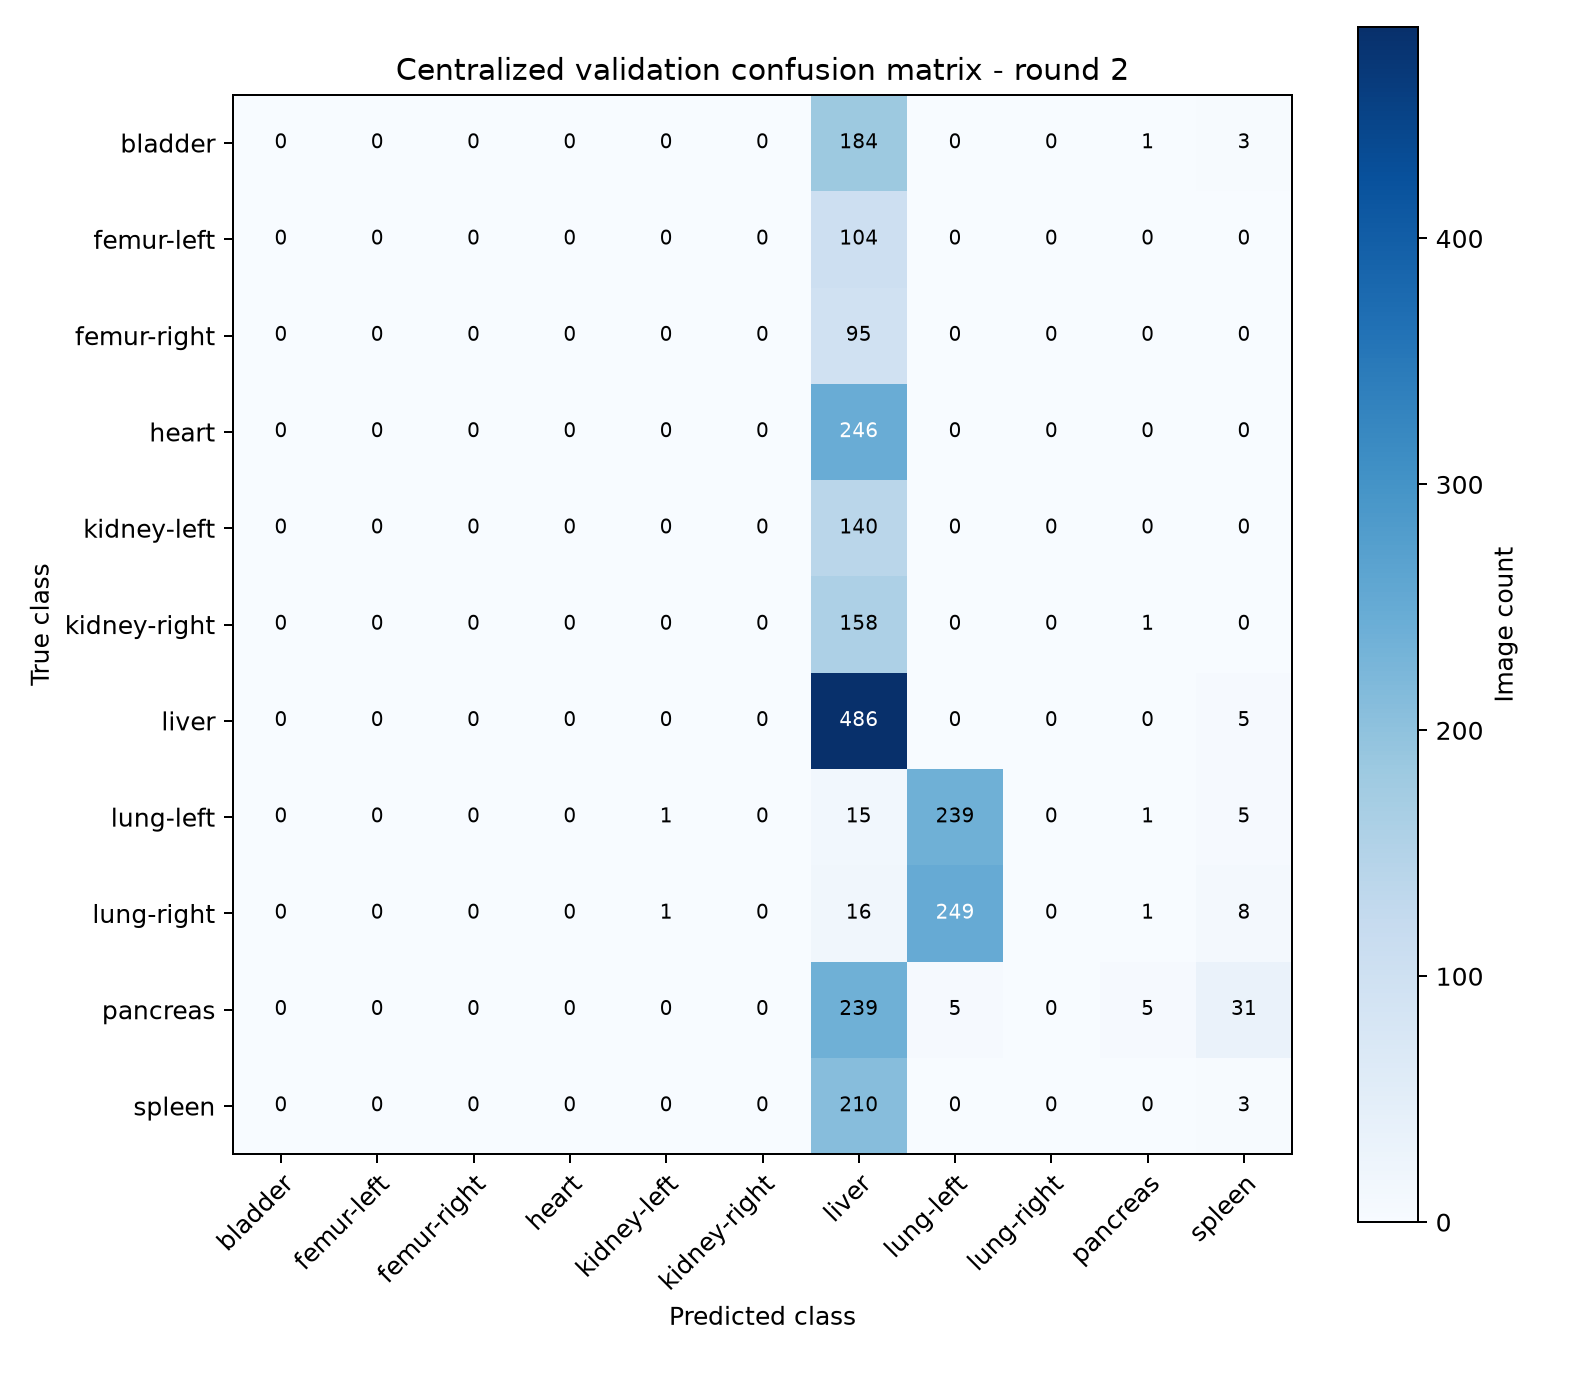 Centralized validation confusion matrix - round 2
bladder 0 0 0 0 0 0 184 0 0 1 3
femur-left 0 0 0 0 0 0 104 0 0 0 0
femur-right 0 0 0 0 0 0 95 0 0 0 0
heart 0 0 0 0 0 0 246 0 0 0 0
kidney-left 0 0 0 0 0 0 140 0 0 0 0
kidney-right 0 0 0 0 0 0 158 0 0 1 0
liver 0 0 0 0 0 0 486 0 0 0 5
lung-left 0 0 0 0 1 0 15 239 0 1 5
lung-right 0 0 0 0 1 0 16 249 0 1 8
pancreas 0 0 0 0 0 0 239 5 0 5 31
spleen 0 0 0 0 0 0 210 0 0 0 3
True class
bladder femur-left femur-right heart kidney-left kidney-right liver lung-left lung-right pancreas spleen
Predicted class
400
300
200
100
0
Image count